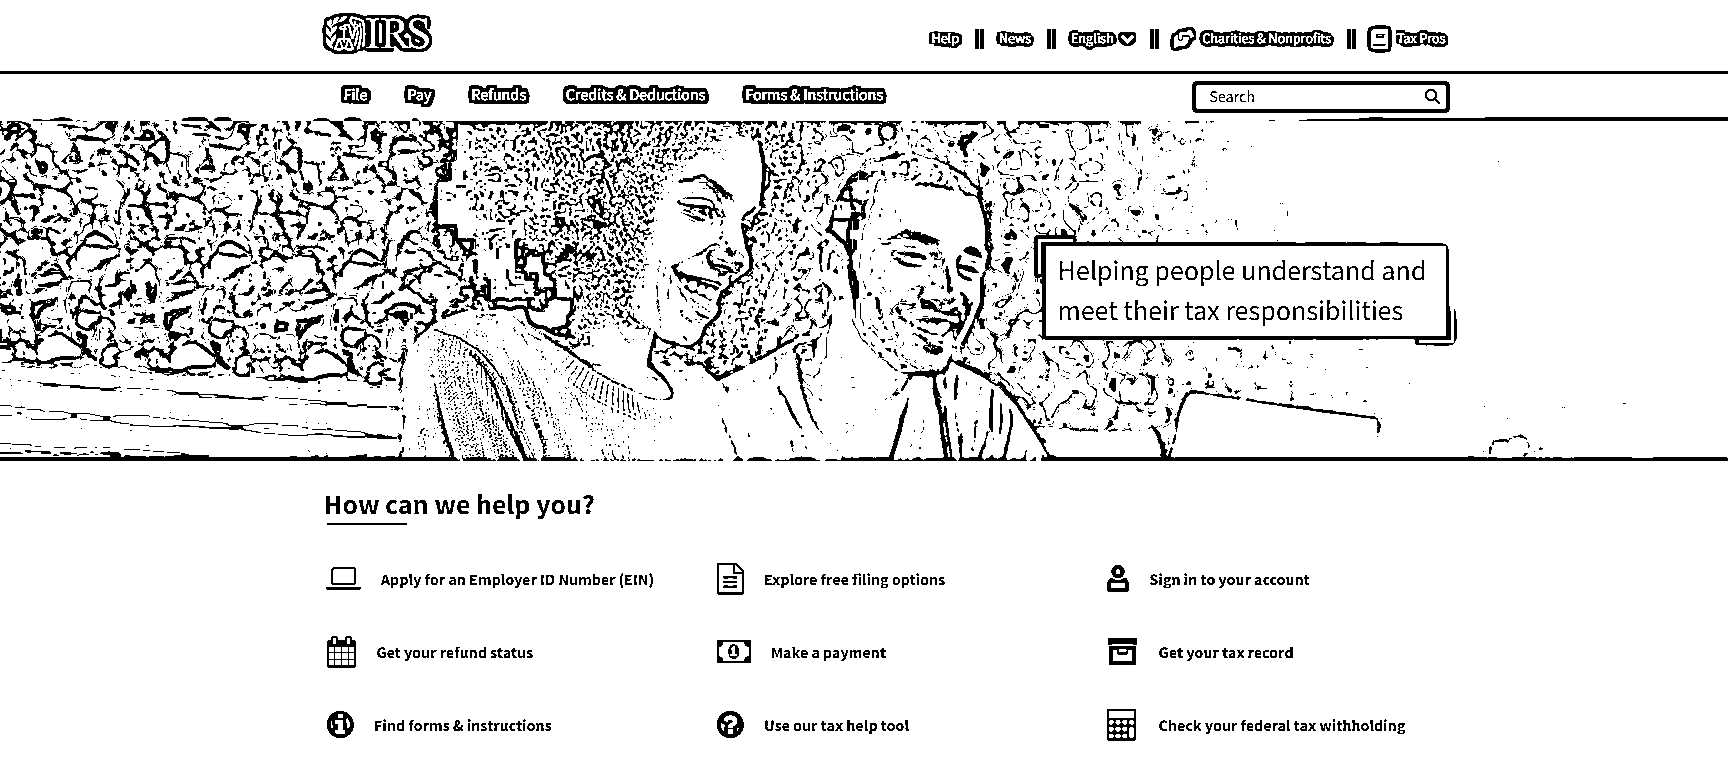 IRS
Help
News
English
Charities & Nonprofits
Tax Pros
File
Pay
Refunds
Credits & Deductions
Forms & Instructions
Search
Helping people understand and
meet their tax responsibilities
How can we help you?
Apply for an Employer ID Number (EIN)
Explore free filing options
Sign in to your account
Get your refund status
Make a payment
Get your tax record
Find forms & instructions
Use our tax help tool
Check your federal tax withholding